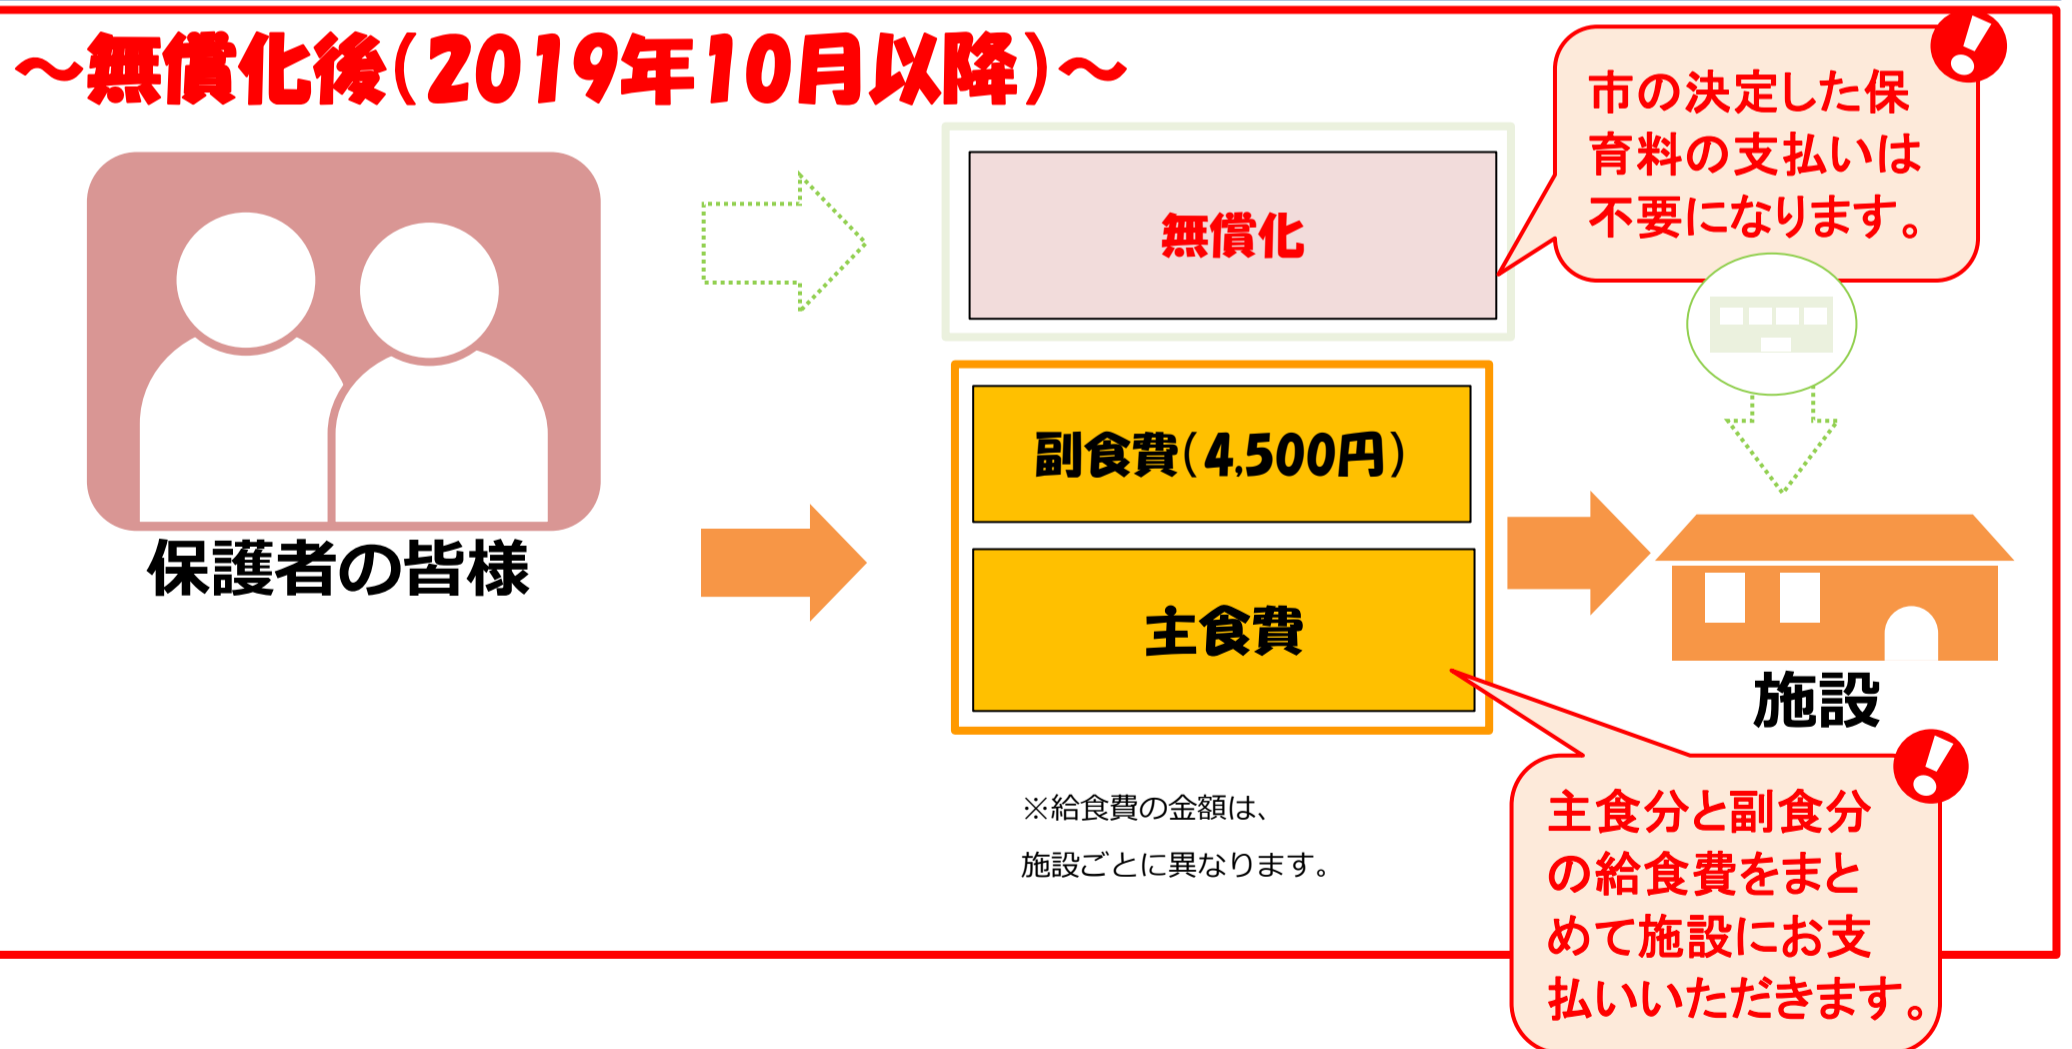 ～無償化後(2019年10月以降)～
市の決定した保
育料の支払いは
不要になります。
無償化
副食費(4,500円)
主食費
保護者の皆様
施設
※給食費の金額は、
施設ごとに異なります。
主食分と副食分
の給食費をまと
めて施設にお支
払いいただきます。